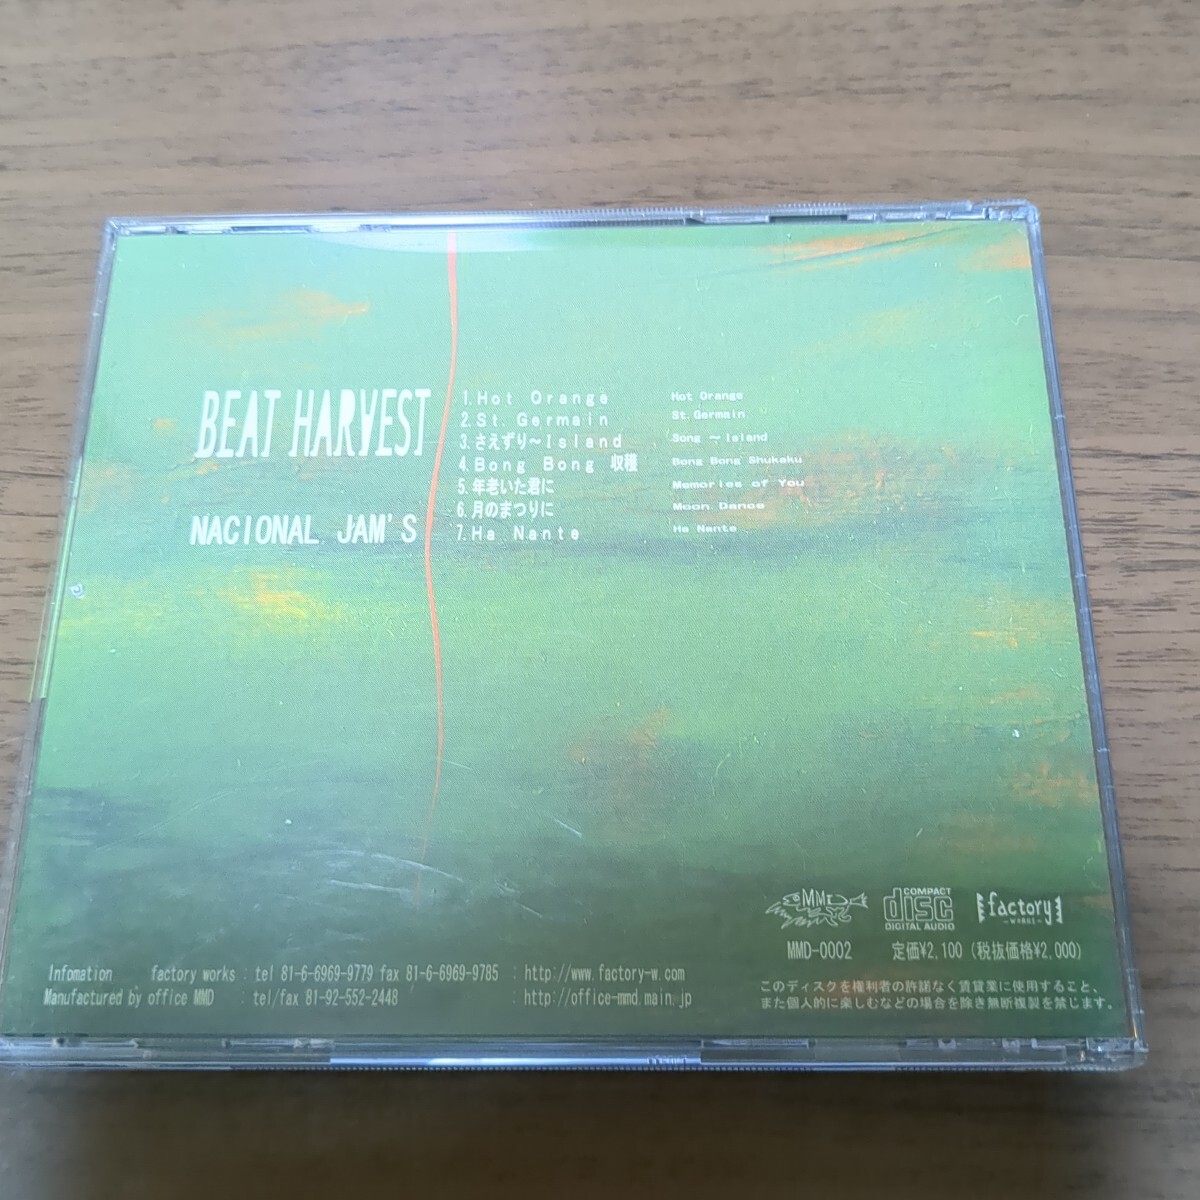 BEAT HARVEST
NACIONAL JAM'S
1.Hot Orange
2.St.Germain
3.さえずり～Island
4.Bong Bong 収穫
5.年老いた君に
6.月のまつりに
7.Ha Nante
Hot Orange
St.Germain
Song ～Island
Bong Bong Shukaku
Memories of You
Moon Dance
Ha Nante
MMD
COMPACT
disc
DIGITAL AUDIO
factory
-WORKS-
MMD-0002 定価¥2,100 (税抜価格¥2,000)
Infomation factory works : tel 81-6-6969-9779 fax 81-6-6969-9785 : http://www.factory-w.com
Manufactured by office MMD : tel/fax 81-92-552-2448 : http://office-mmd.main.jp
このディスクを権利者の許諾なく賃貸業に使用すること、
また個人的に楽しむなどの場合を除き無断複製を禁じます。